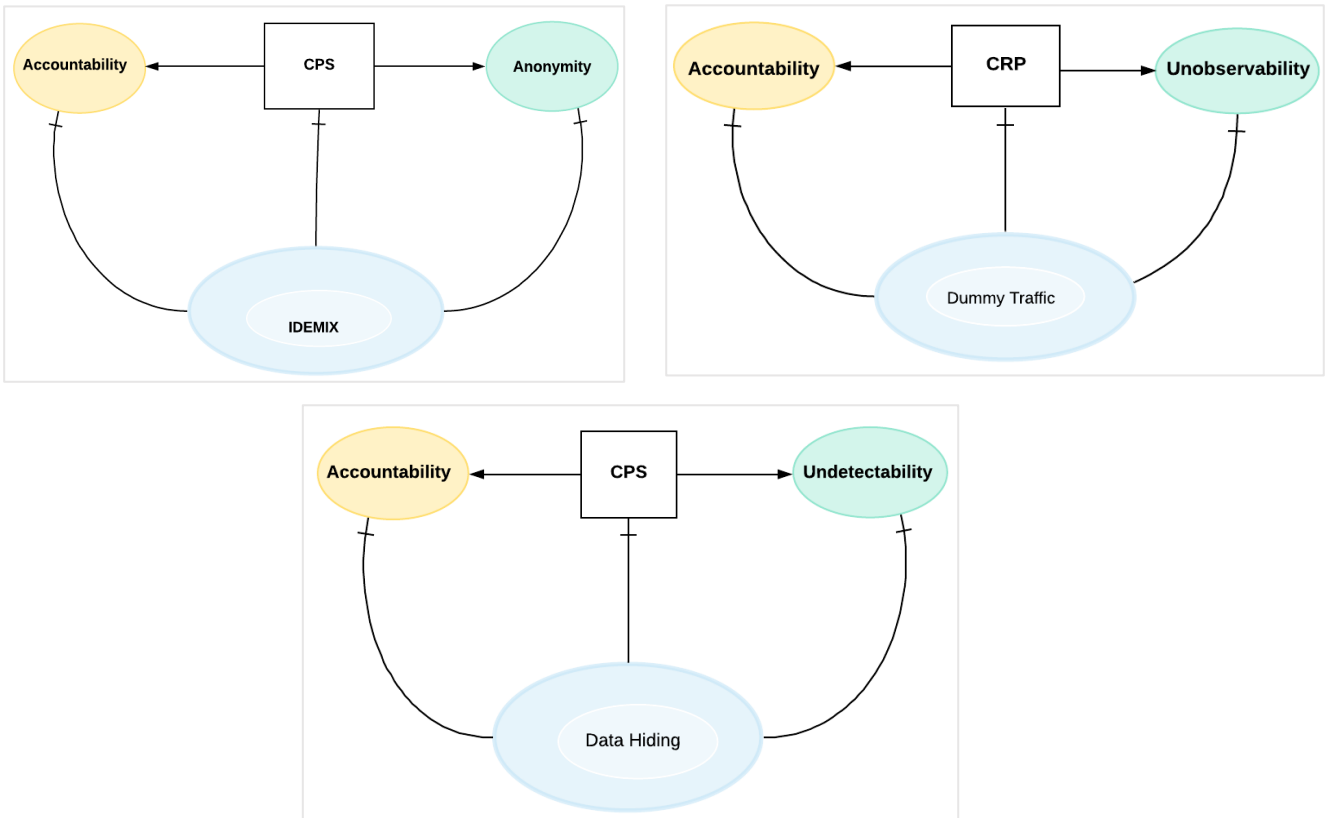 Accountability
CPS
Anonymity
IDEMIX
Accountability
CRP
Unobservability
Dummy Traffic
Accountability
CPS
Undetectability
Data Hiding